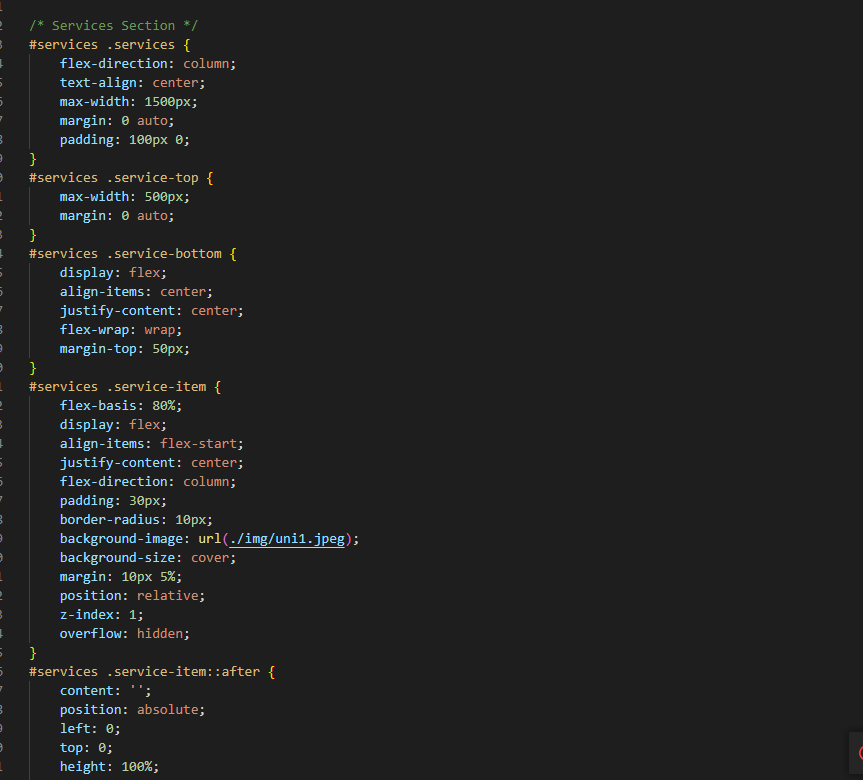 /* Services Section */
#services .services {
flex-direction: column;
text-align: center;
max-width: 1500px;
margin: 0 auto;
padding: 100px 0;
}
#services .service-top {
max-width: 500px;
margin: 0 auto;
}
#services .service-bottom {
display: flex;
align-items: center;
justify-content: center;
flex-wrap: wrap;
margin-top: 50px;
}
#services .service-item {
flex-basis: 80%;
display: flex;
align-items: flex-start;
justify-content: center;
flex-direction: column;
padding: 30px;
border-radius: 10px;
background-image: url(./img/uni1.jpeg);
background-size: cover;
margin: 10px 5%;
position: relative;
z-index: 1;
overflow: hidden;
}
#services .service-item::after {
content: '';
position: absolute;
left: 0;
top: 0;
height: 100%;